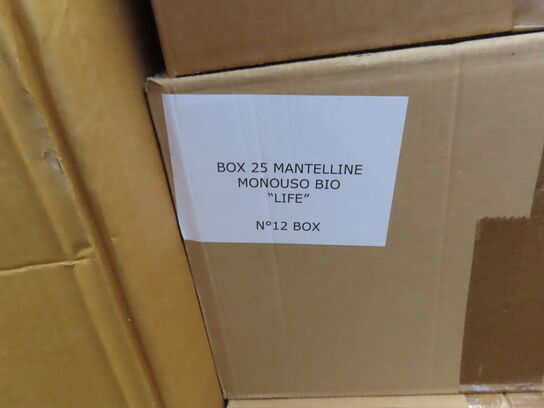 BOX 25 MANTELLINE
MONOUSO BIO
“LIFE”
N°12 BOX